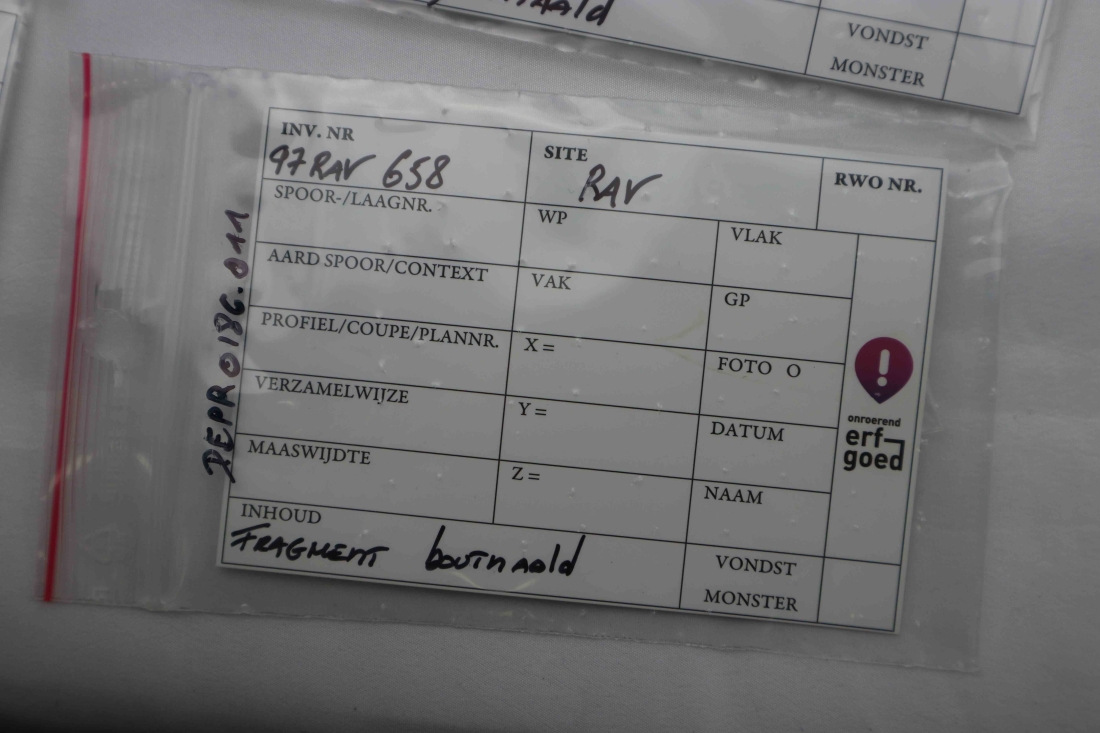 VONDST
MONSTER
INV. NR
97RAV 658
SITE
RAV
RWO NR.
SPOOR-/LAAGNR.
WP
VLAK
AARD SPOOR/CONTEXT
VAK
GP
PROFIEL/COUPE/PLANNR.
X =
FOTO O
VERZAMELWIJZE
Y =
DATUM
MAASWIJDTE
Z =
NAAM
INHOUD
FRAGMENT boutnaald
VONDST
MONSTER
onroerend
erf
goed
DEPR0186.011